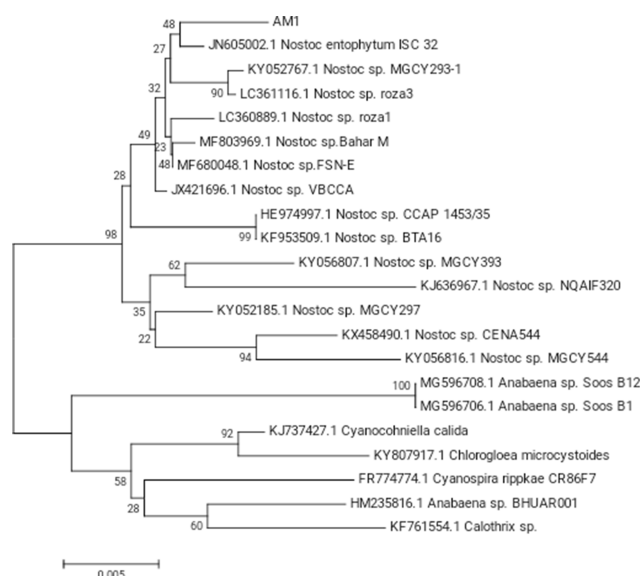 48
AM1
JN605002.1 Nostoc entophytum ISC 32
27
KY052767.1 Nostoc sp. MGCY293-1
90
LC361116.1 Nostoc sp. roza3
32
LC360889.1 Nostoc sp. roza1
49
23
MF803969.1 Nostoc sp.Bahar M
48
MF680048.1 Nostoc sp.FSN-E
28
JX421696.1 Nostoc sp. VBCCA
HE974997.1 Nostoc sp. CCAP 1453/35
98
99
KF953509.1 Nostoc sp. BTA16
62
KY056807.1 Nostoc sp. MGCY393
KJ636967.1 Nostoc sp. NQAIF320
35
KY052185.1 Nostoc sp. MGCY297
22
KX458490.1 Nostoc sp. CENA544
94
KY056816.1 Nostoc sp. MGCY544
100
MG596708.1 Anabaena sp. Soos B12
MG596706.1 Anabaena sp. Soos B1
92
KJ737427.1 Cyanocohniella calida
KY807917.1 Chlorogloea microcystoides
58
FR774774.1 Cyanospira rippkae CR86F7
28
HM235816.1 Anabaena sp. BHUAR001
60
KF761554.1 Calothrix sp.
0.005